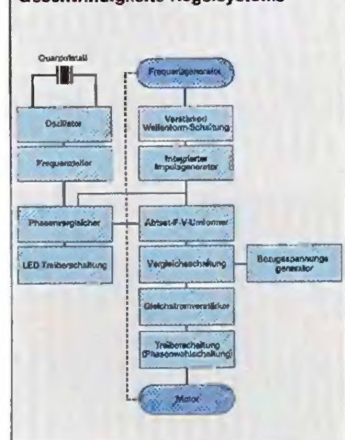 Geschwindigkeits-Regelsystems
Quarzkristall
Frequenzgenerator
Oszillator
Verstärker/
Wellenform-Schaltung
Frequenzteiler
Integrierter
Impulsgenerator
Phasenvergleicher
Abtast-F-V-Umformer
LED Treiberschaltung
Vergleichsschaltung
Bezugsspannungs
generator
Gleichstromverstärker
Treiberschaltung
(Phasenwahlschaltung)
Motor